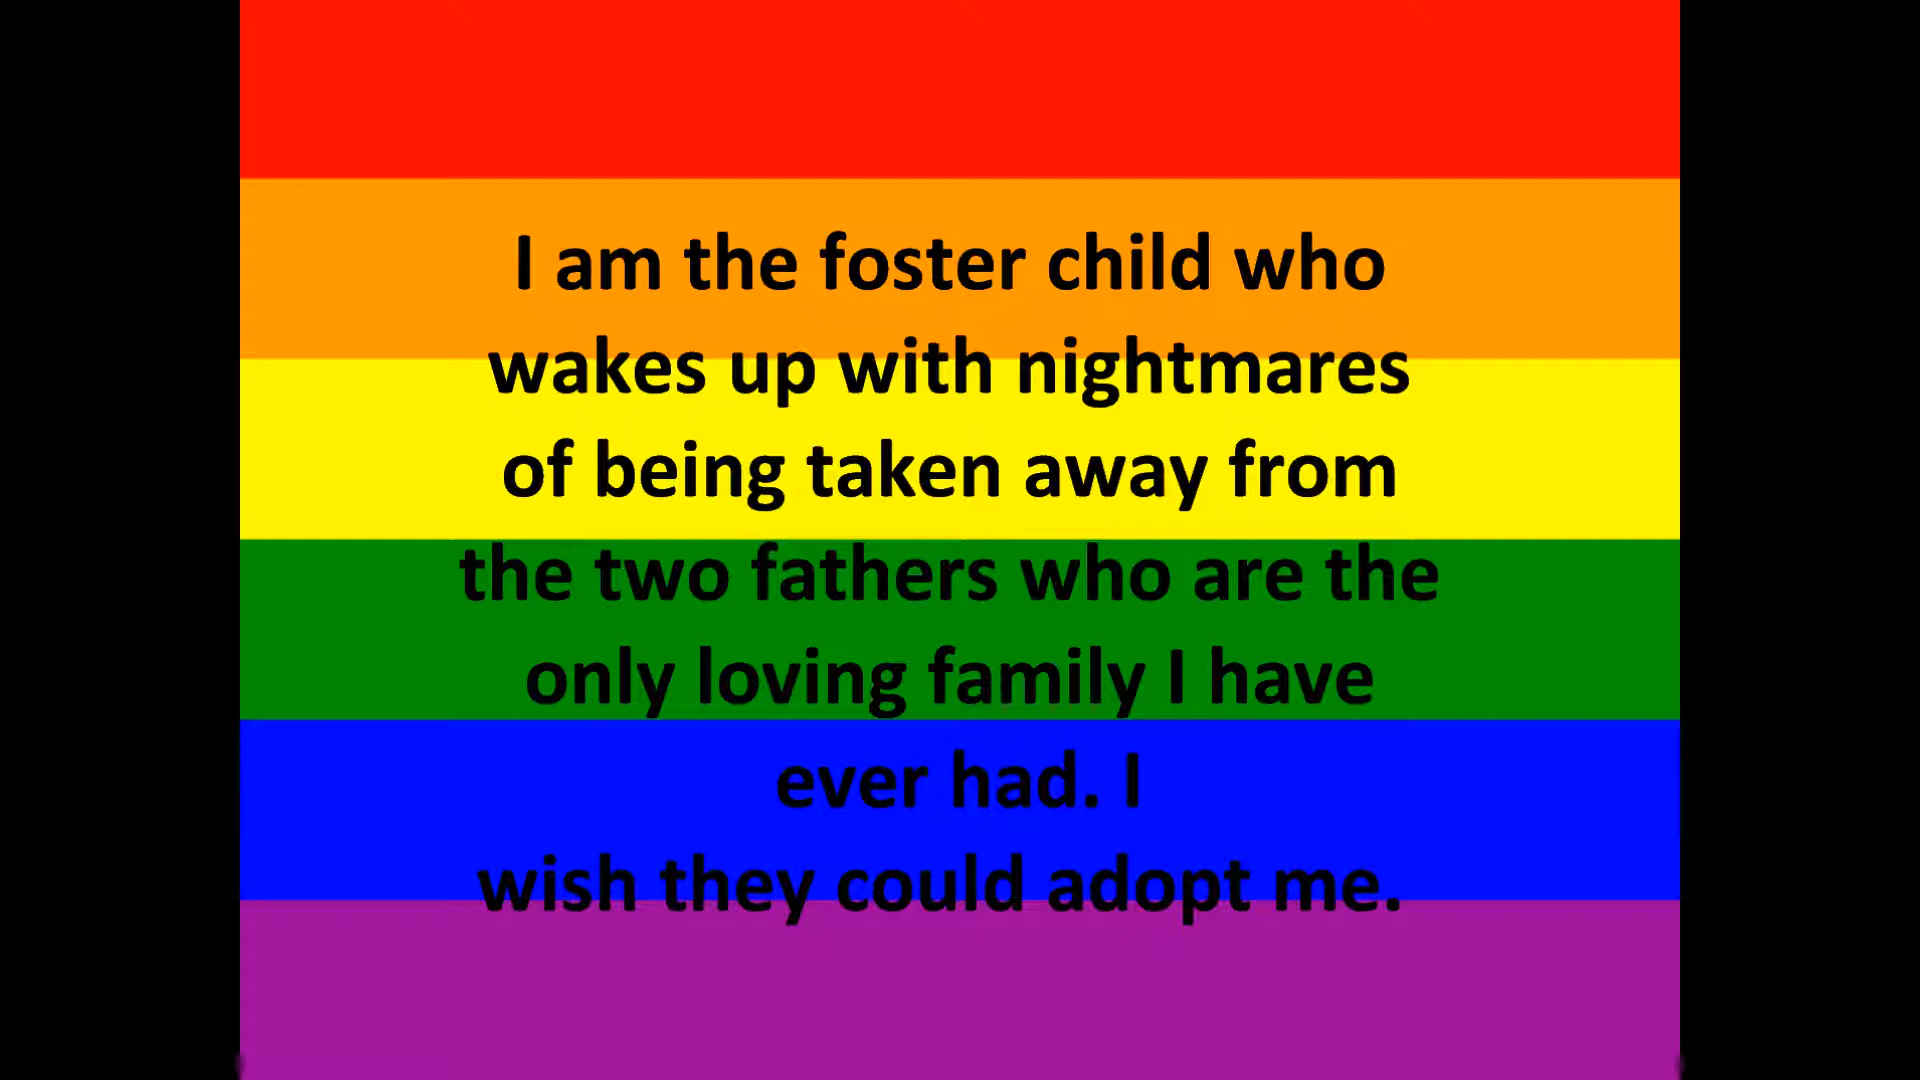 I am the foster child who
wakes up with nightmares
of being taken away from
the two fathers who are the
only loving family I have
ever had. I
wish they could adopt me.